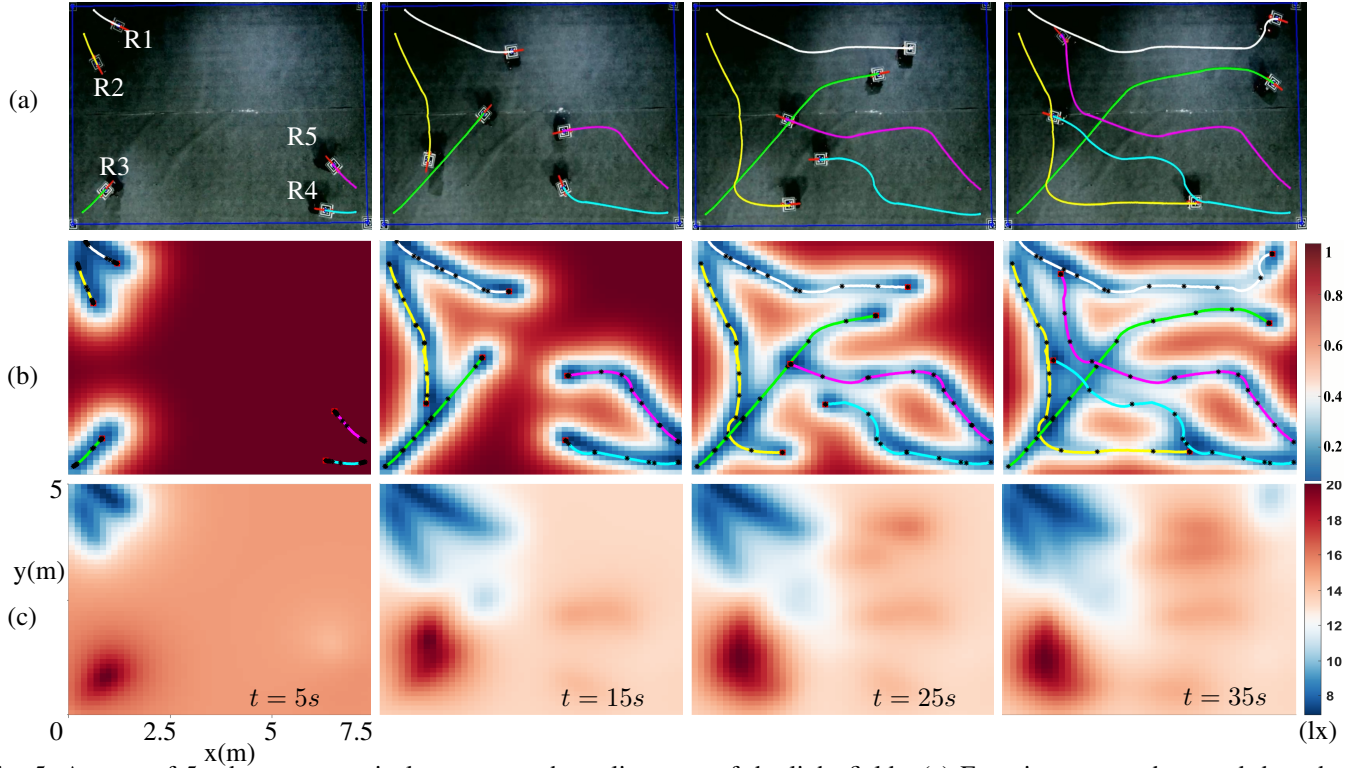 (a)
R1
R2
R3
R5
R4
(b)
1
0.8
0.6
0.4
0.2
(c)
5
y(m)
0
2.5
5
7.5
x(m)
t = 5s
t = 15s
t = 25s
t = 35s
20
18
16
14
12
10
8
(lx)